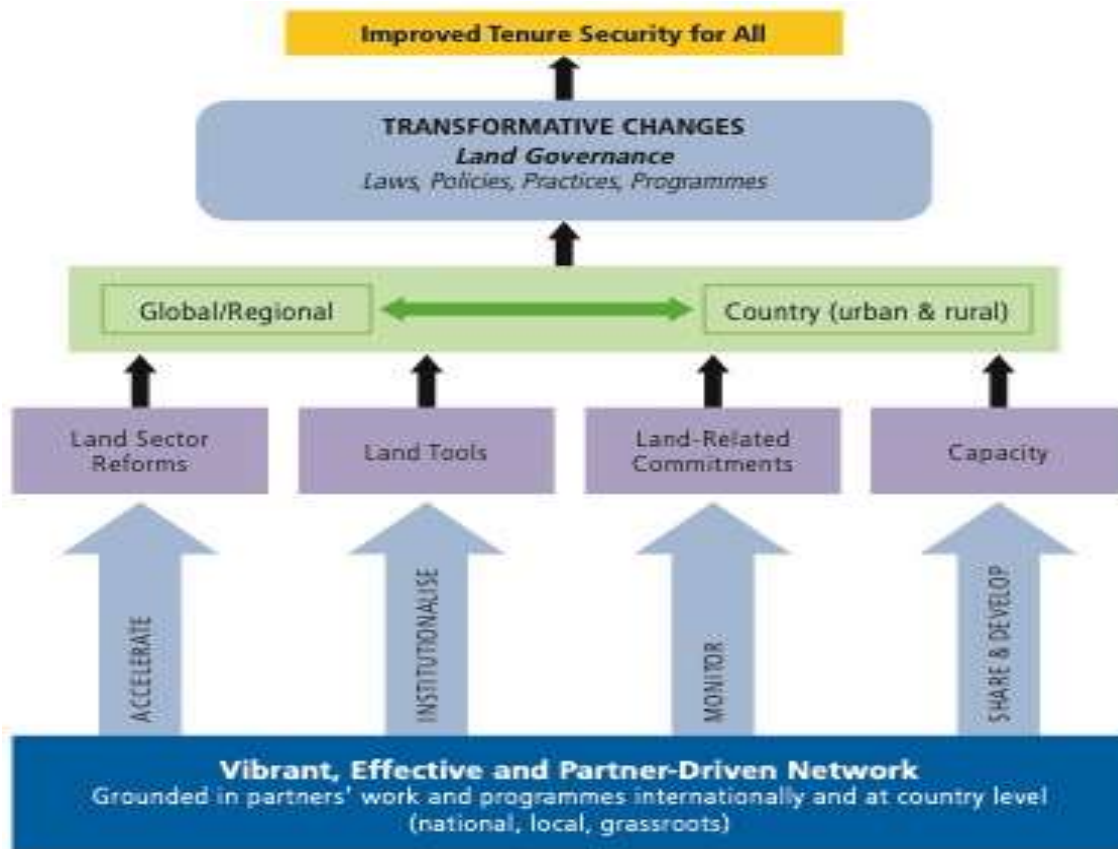 Improved Tenure Security for All
TRANSFORMATIVE CHANGES
Land Governance
Laws, Policies, Practices, Programmes
Global/Regional
Country (urban & rural)
Land Sector
Reforms
Land Tools
Land-Related
Commitments
Capacity
ACCELERATE
INSTITUTIONALISE
MONITOR
SHARE & DEVELOP
Vibrant, Effective and Partner-Driven Network
Grounded in partners' work and programmes internationally and at country level
(national, local, grassroots)